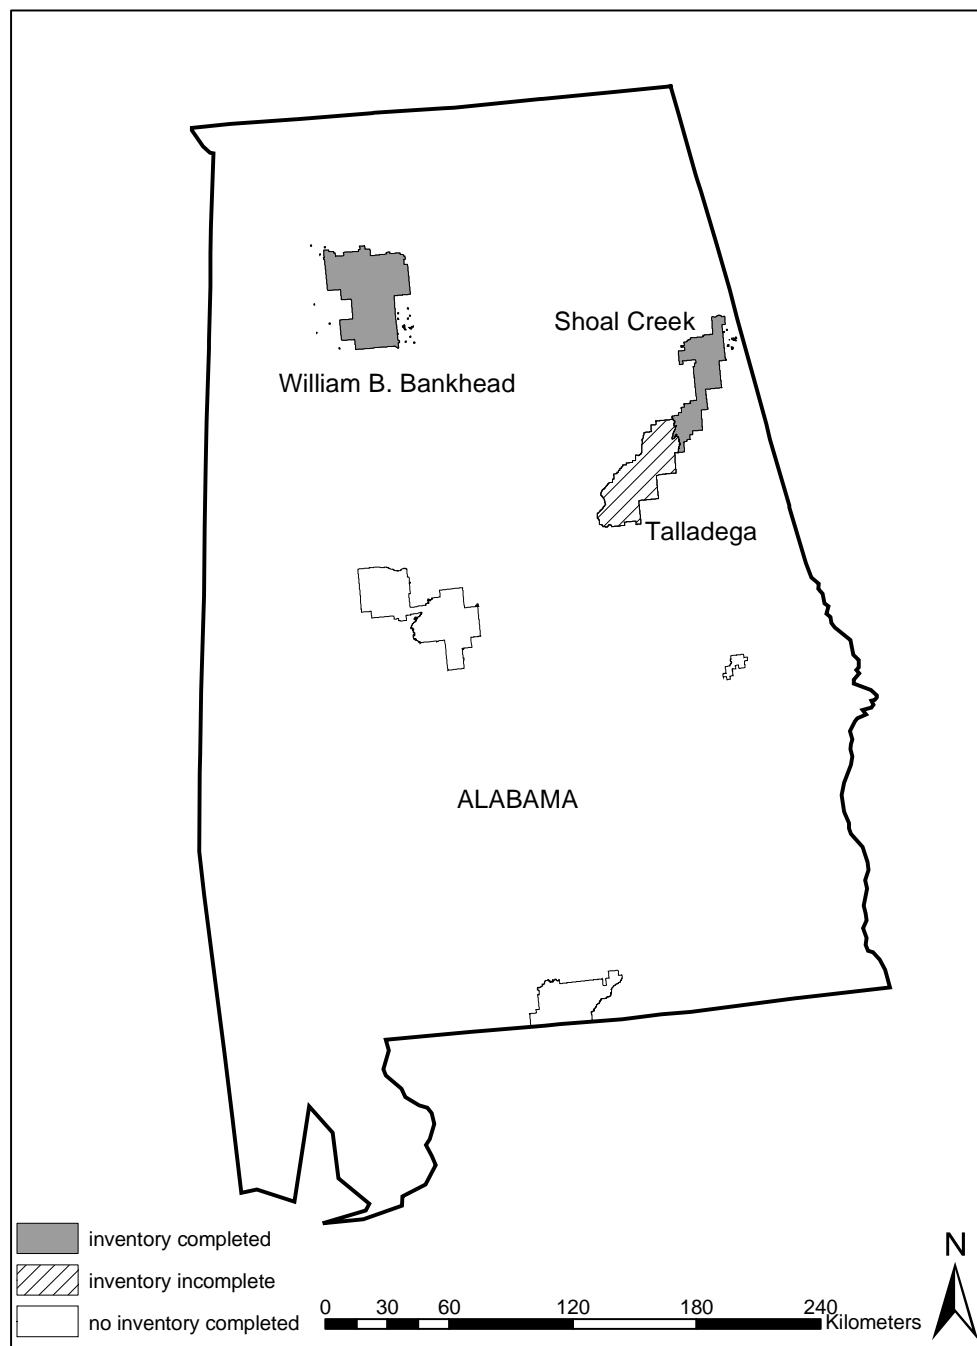 Shoal Creek
William B. Bankhead
Talladega
ALABAMA
inventory completed
inventory incomplete
no inventory completed
0 30 60 120 180 240
Kilometers
N